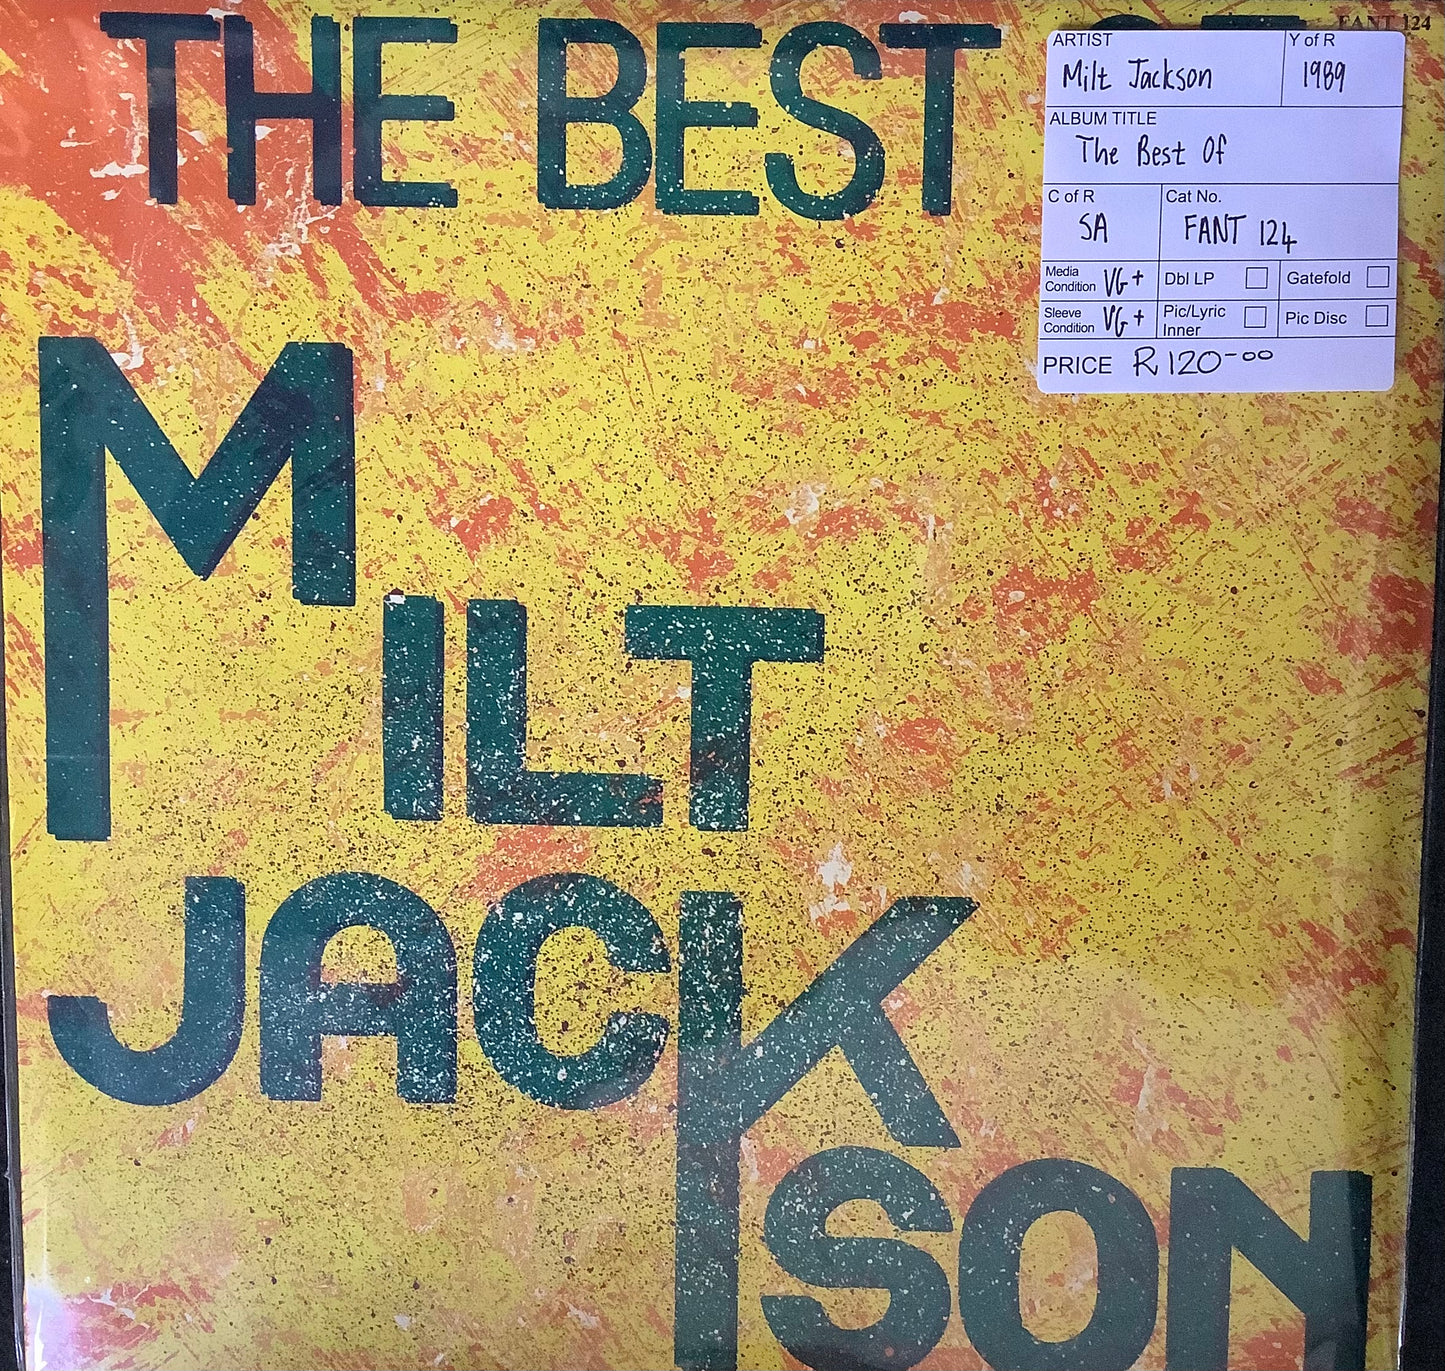 THE BEST OF
FANT 124
MILT
JACKSON
ARTIST
Milt Jackson
Y of R
1989
ALBUM TITLE
The Best Of
C of R
SA
Cat No.
FANT 124
Media
Condition VG+
Dbl LP
Gatefold
Sleeve
Condition VG+
Pic/Lyric
Inner
Pic Disc
PRICE R120-00